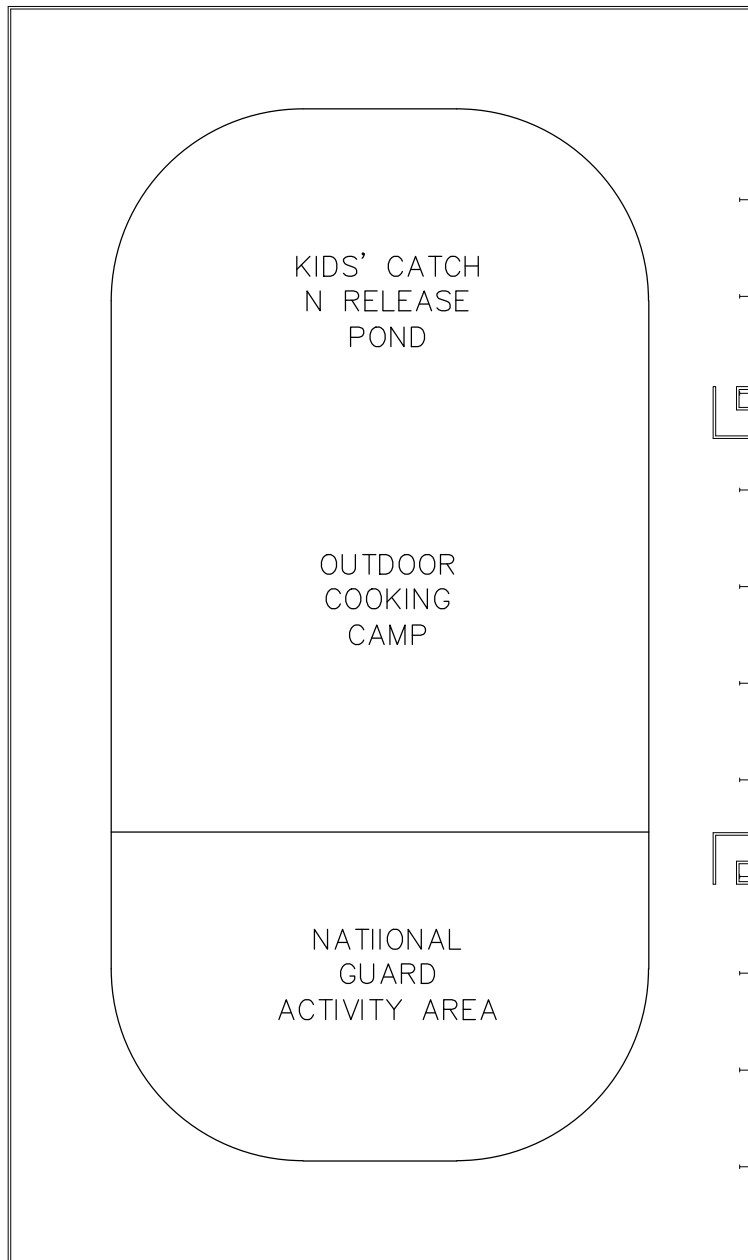 KIDS' CATCH
N RELEASE
POND
OUTDOOR
COOKING
CAMP
NATIIONAL
GUARD
ACTIVITY AREA